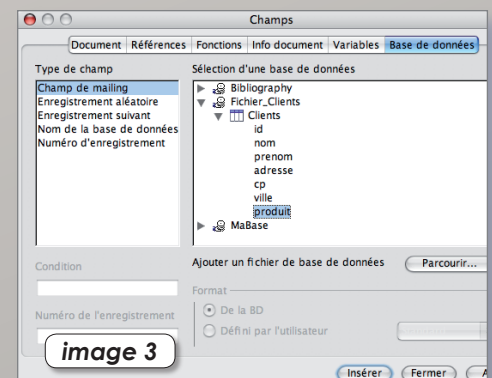 Champs
Document Références Fonctions Info document Variables Base de données
Type de champ
Champ de mailing
Enregistrement aléatoire
Enregistrement suivant
Nom de la base de données
Numéro d'enregistrement
Sélection d'une base de données
Bibliography
Fichier_Clients
Clients
id
nom
prenom
adresse
cp
ville
produit
MaBase
Condition
Numéro de l'enregistrement
Ajouter un fichier de base de données Parcourir...
Format
De la BD
Défini par l'utilisateur
image 3
Insérer Fermer